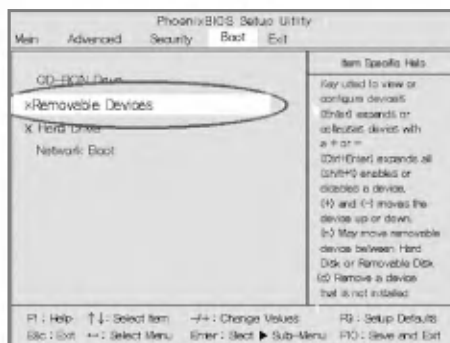 PhoenixBIOS Setup Utility
Main Advanced Security Boot Exit
CD-ROM Drive
×Removable Devices
× Hard Drive
Network Boot
Item Specific Help
Key used to view or
configure devices
(Enter) expands or
devices with
a + or -
(Ctrl+Enter) expands all
(shift+1) enables or
a device.
(+) and (-) moves the
device up or down.
(n) May move removable
device between Hard
Disk or Removable Disk
(d) Remove a device
that is not installed
F1 : Help ↑↓ : Select Item -/+ : Change Values F9 : Setup Defaults
Esc : Exit ↔ : Select Menu Enter : Select ▶ Sub-Menu F10 : Save and Exit